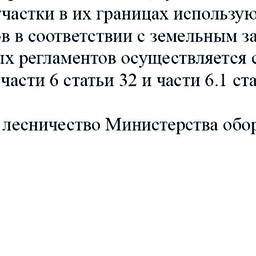 участки в их границах использую
в в соответствии с земельным за
ых регламентов осуществляется с
части 6 статьи 32 и части 6.1 ста
лесничество Министерства обор